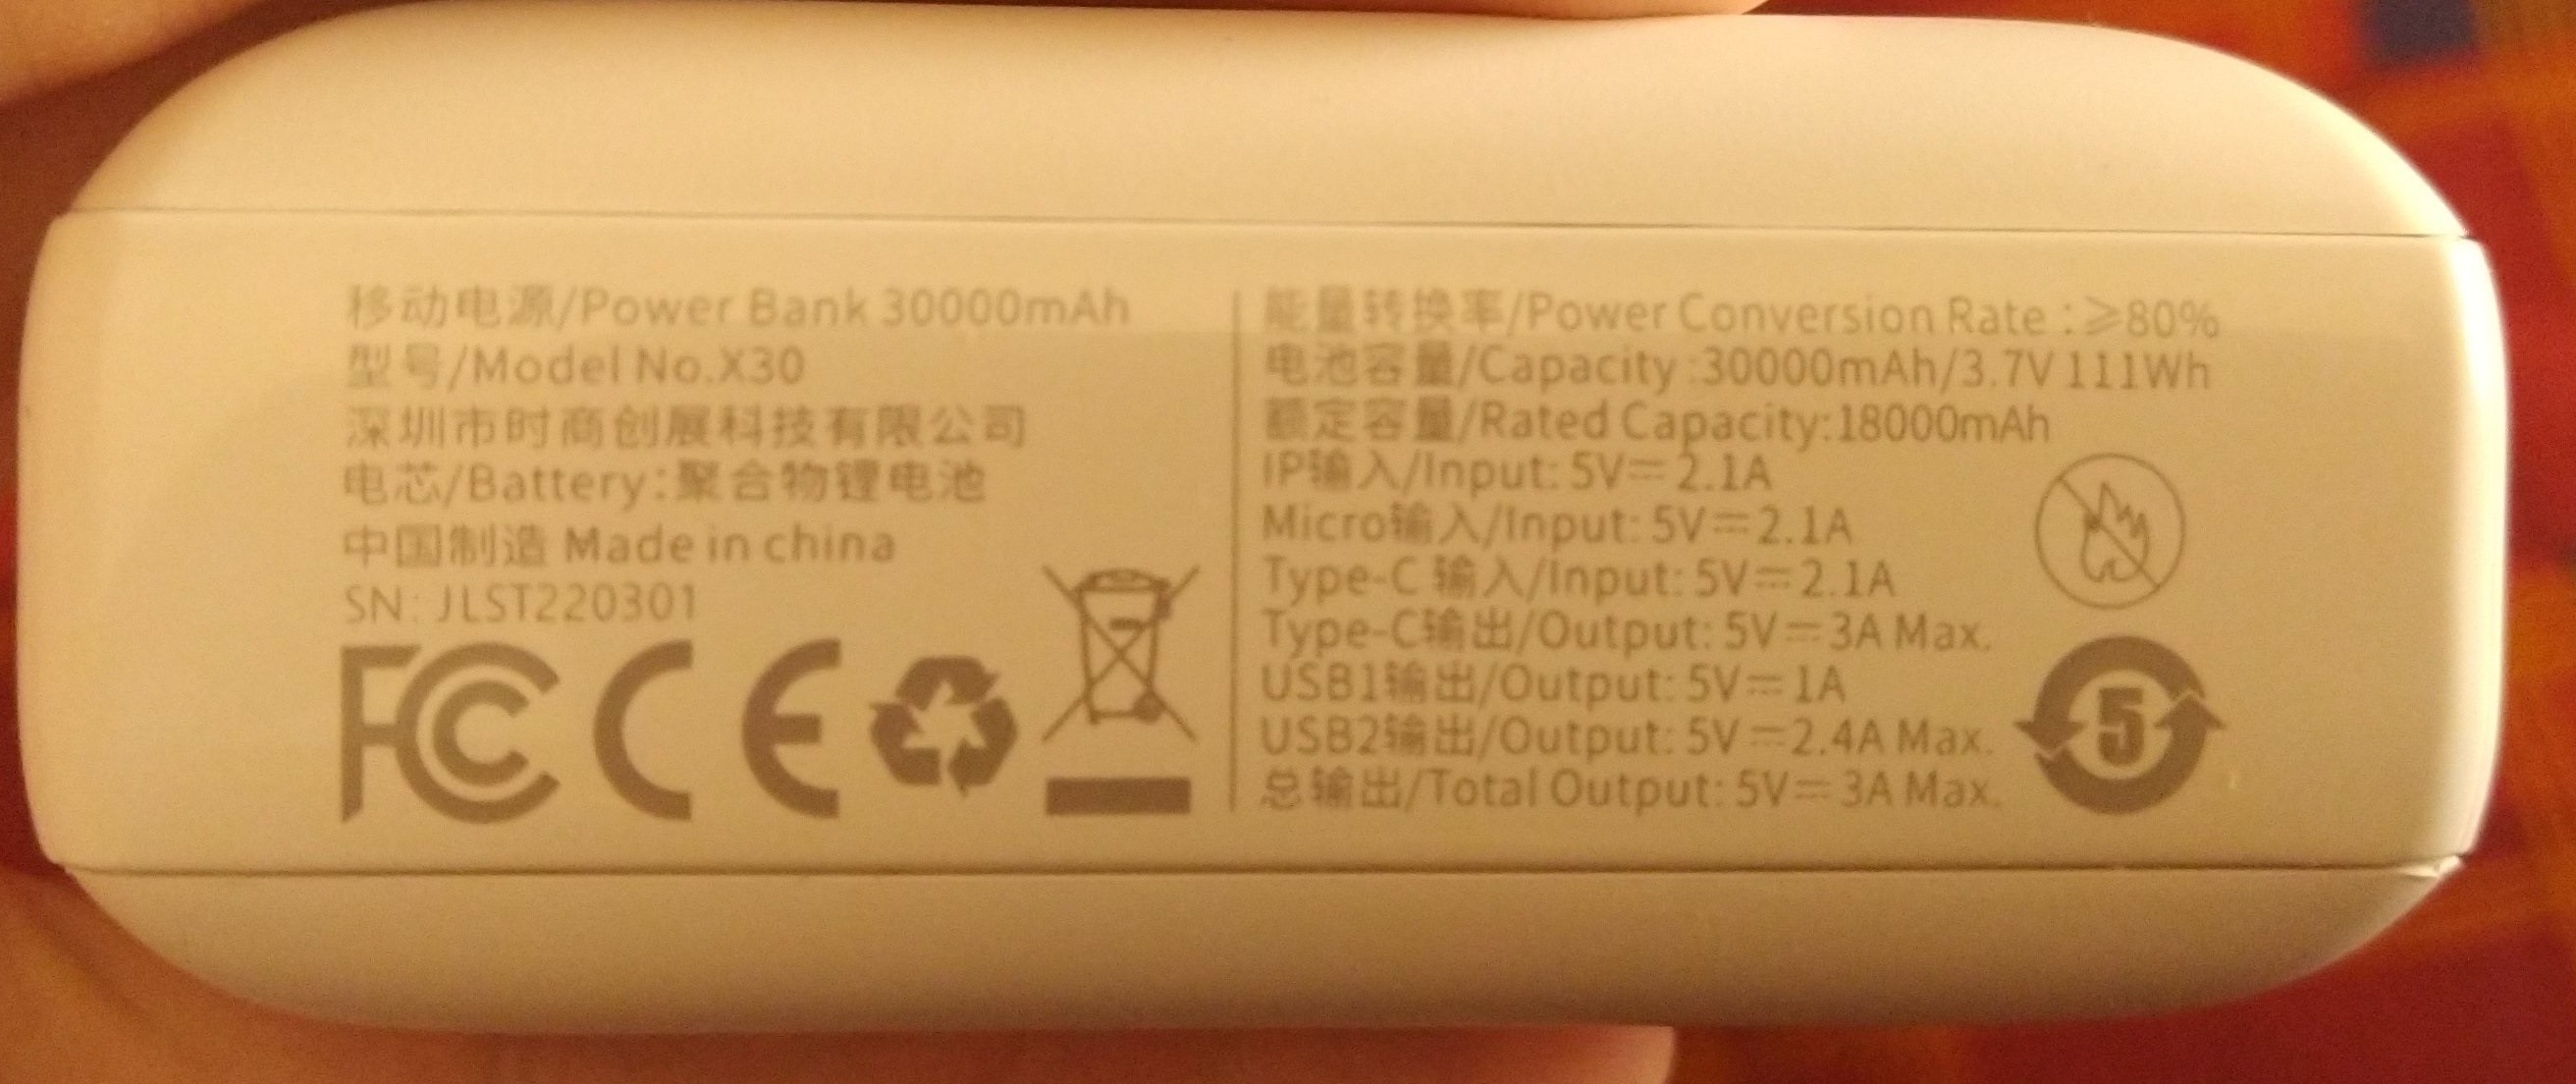 移动电源/Power Bank 30000mAh
型号/Model No.X30
深圳市时商创展科技有限公司
电芯/Battery:聚合物锂电池
中国制造 Made in china
SN: JLST220301
FC CE
能量转换率/Power Conversion Rate :≥80%
电池容量/Capacity :30000mAh/3.7V 111Wh
额定容量/Rated Capacity:18000mAh
IP输入/Input: 5V⎓2.1A
Micro输入/Input: 5V⎓2.1A
Type-C 输入/Input: 5V⎓2.1A
Type-C输出/Output: 5V⎓3A Max.
USB1输出/Output: 5V⎓1A
USB2输出/Output: 5V⎓2.4A Max.
总输出/Total Output: 5V⎓3A Max.
5